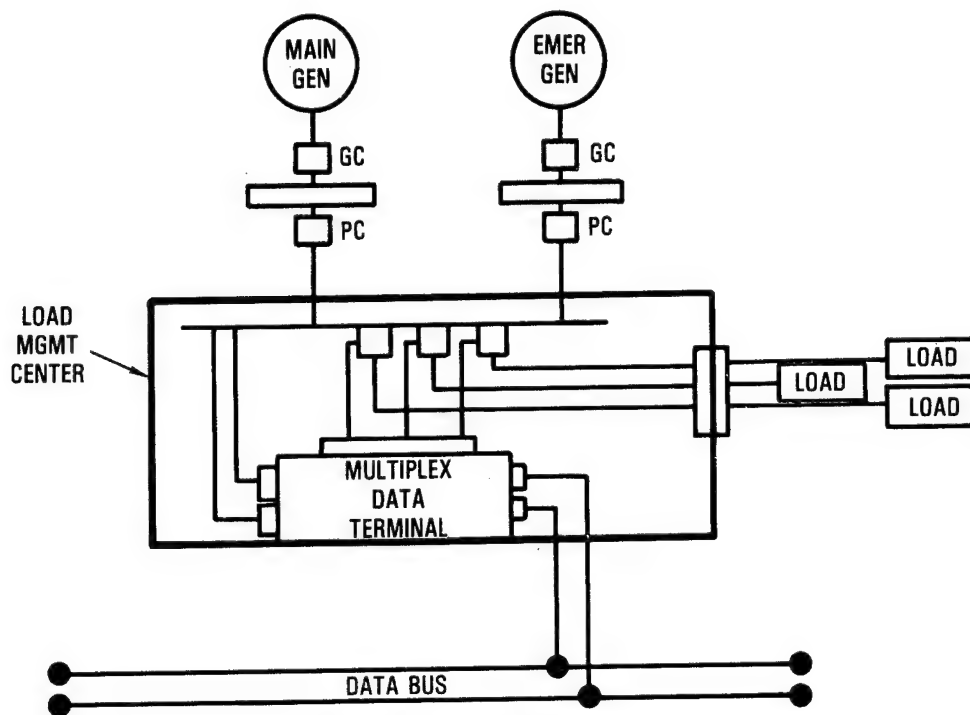 MAIN
GEN
EMER
GEN
GC
GC
PC
PC
LOAD
MGMT
CENTER
LOAD
LOAD
LOAD
MULTIPLEX
DATA
TERMINAL
DATA BUS